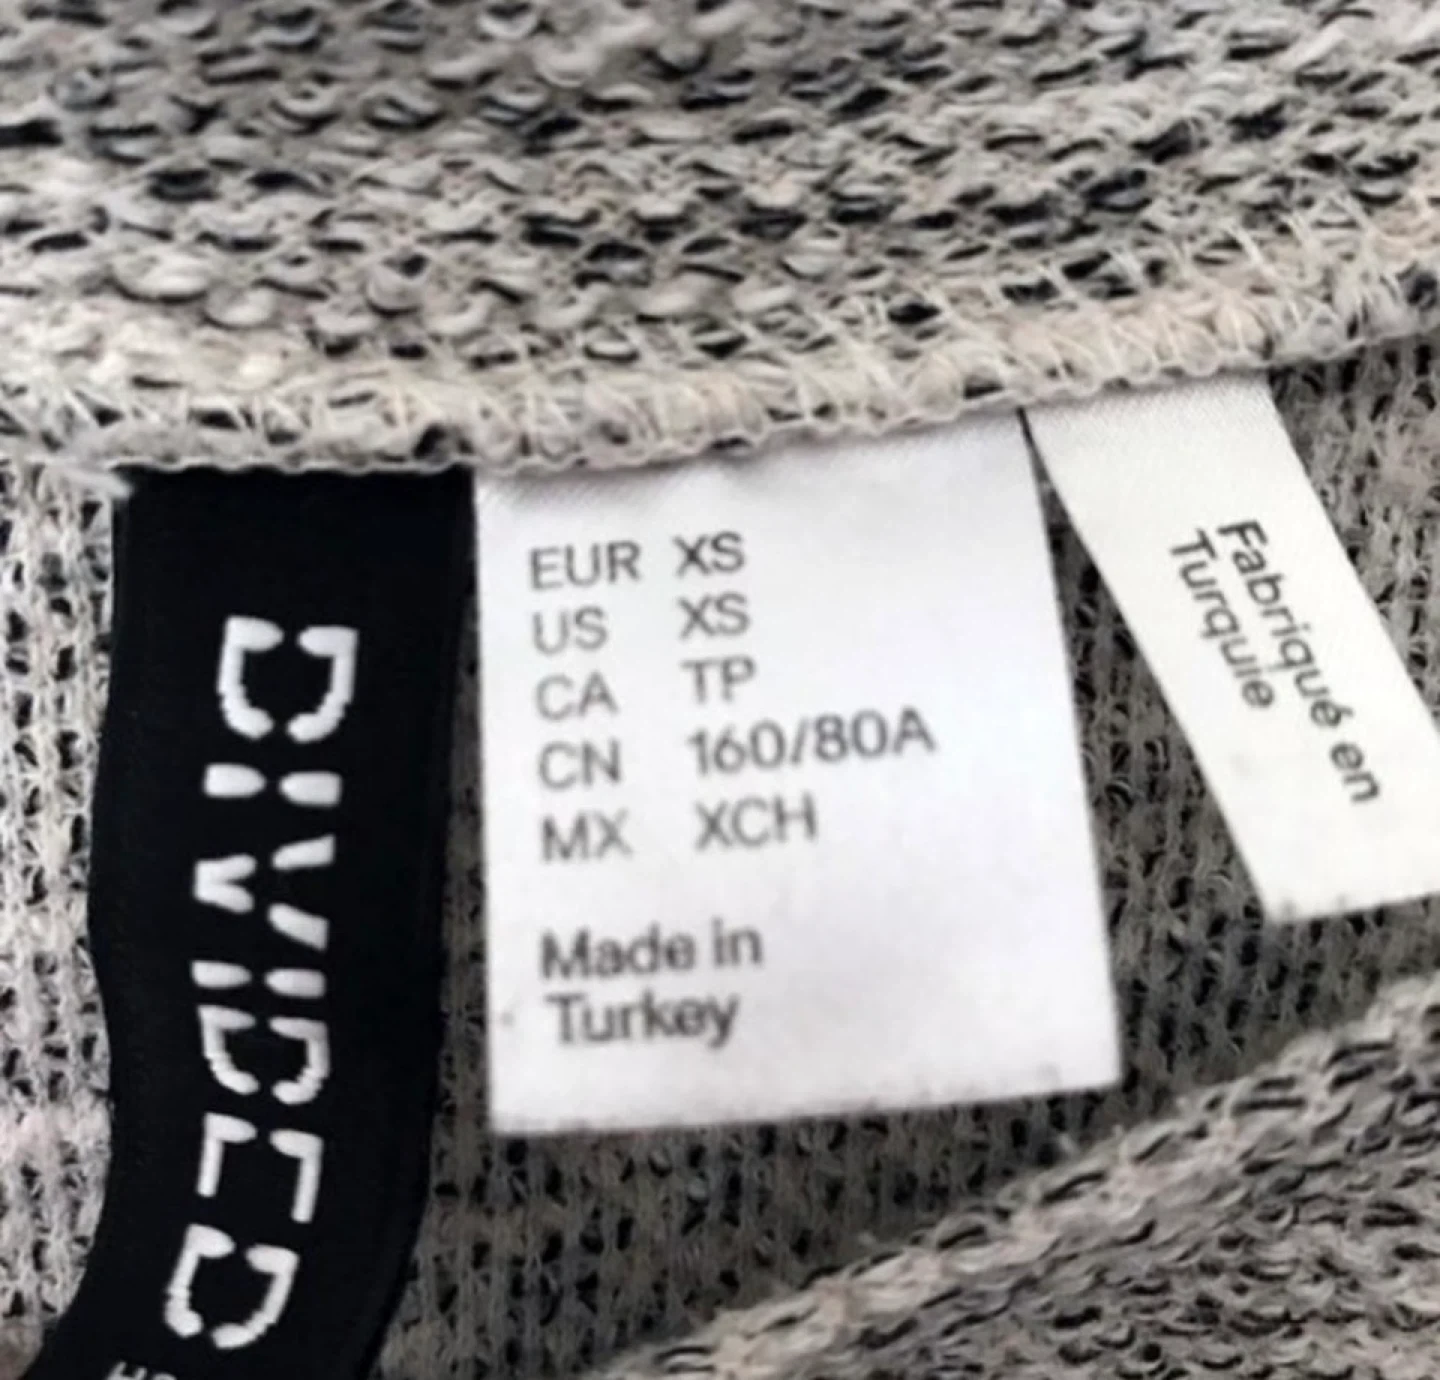 DIVIDED
EUR XS
US XS
CA TP
CN 160/80A
MX XCH
Made in
Turkey
Fabriqué en
Turquie